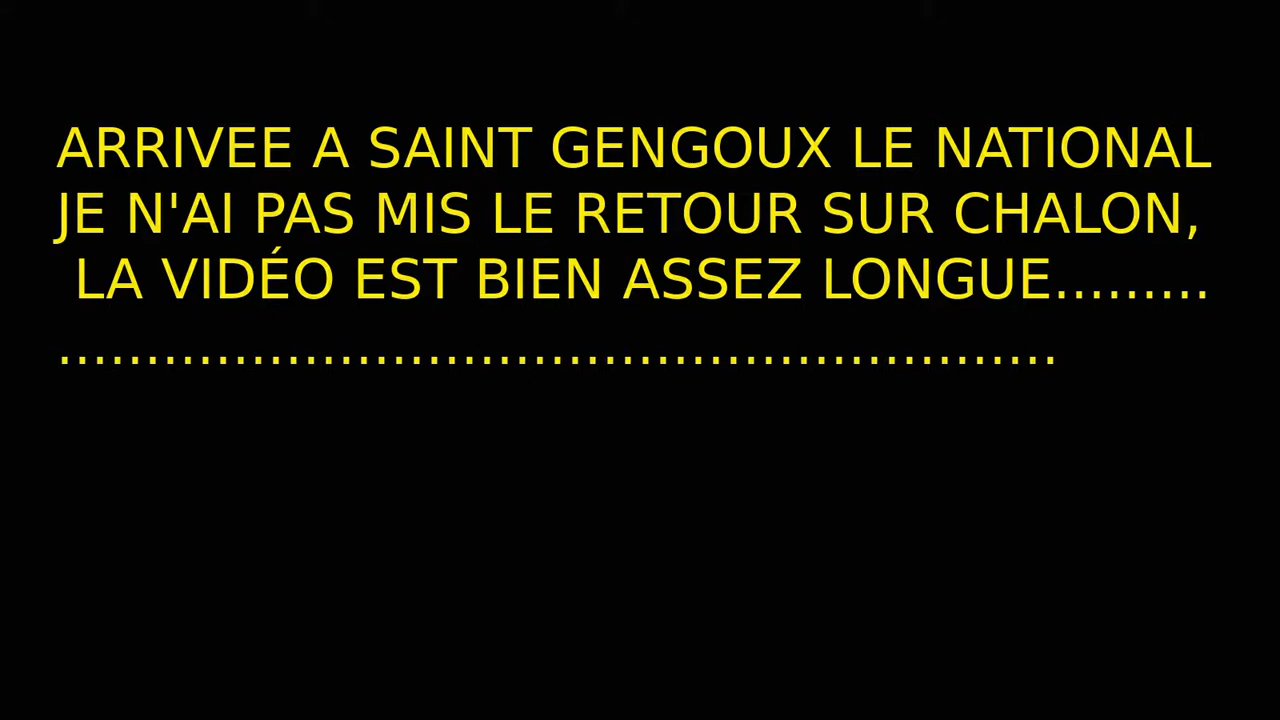 ARRIVEE A SAINT GENGOUX LE NATIONAL
JE N'AI PAS MIS LE RETOUR SUR CHALON,
LA VIDÉO EST BIEN ASSEZ LONGUE.........
.........................................................